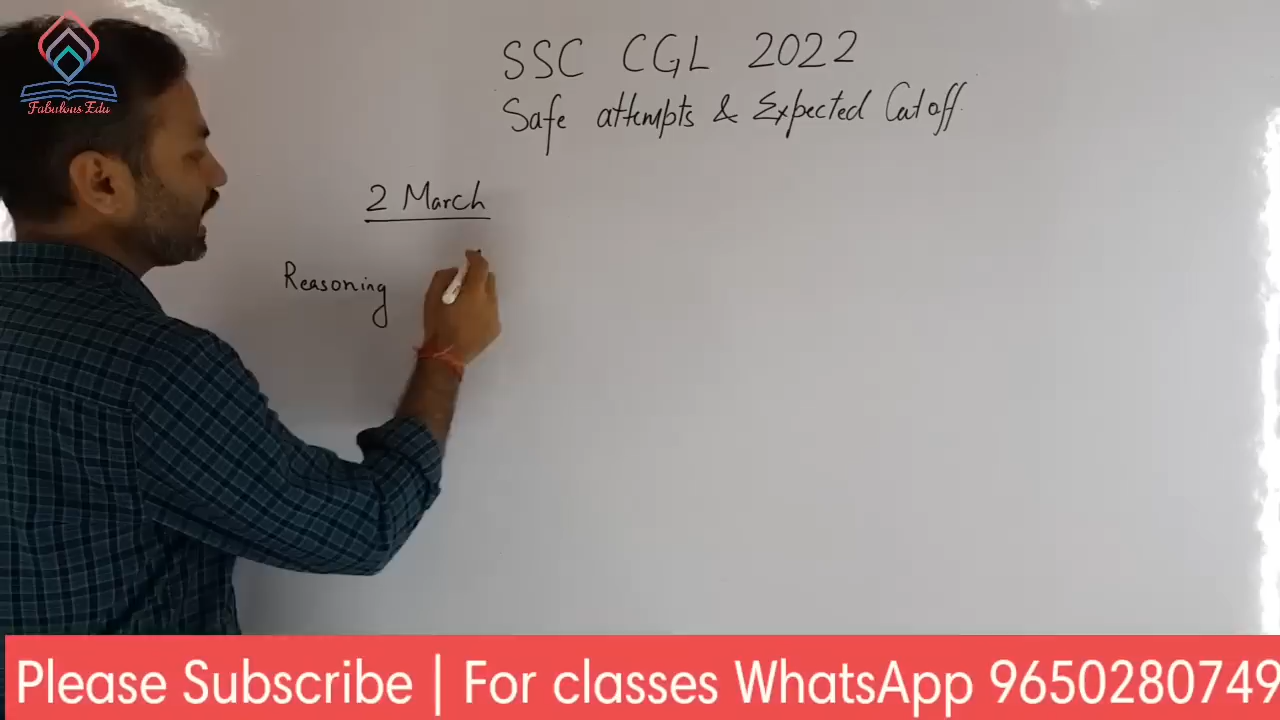 Fabulous Edu
SSC CGL 2022
Safe attempts & Expected Cutoff.
2 March
Reasoning
Please Subscribe | For classes WhatsApp 9650280749